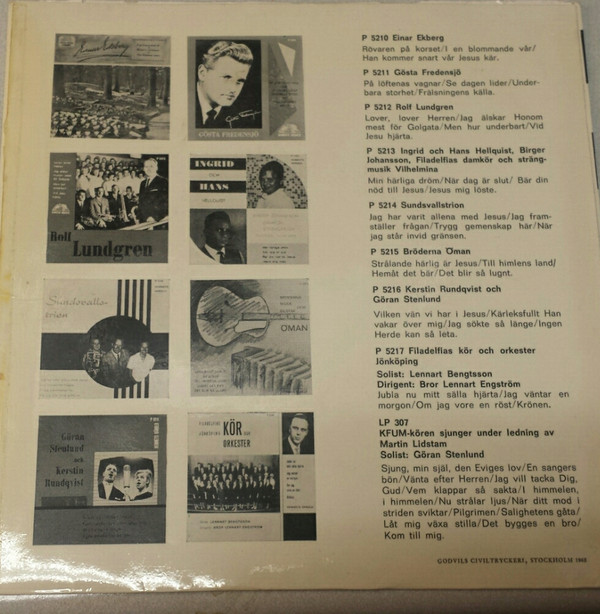 GÖSTA FREDENSJÖ
Rolf
Lundgren
INGRID
OCH
HANS
Sundsvalls-
trion
ÖMAN
Göran
Stenlund
och
Kerstin
Rundqvist
KÖR
ORKESTER
P 5210 Einar Ekberg
Rövaren på korset/I en blommande vår/
Han kommer snart vår Jesus kär.
P 5211 Gösta Fredensjö
På löftenas vagnar/Se dagen lider/Under-
bara storhet/Frälsningens källa.
P 5212 Rolf Lundgren
Lover, lover Herren/Jag älskar Honom
mest för Golgata/Men hur underbart/Vid
Jesu hjärta.
P 5213 Ingrid och Hans Hellquist, Birger
Johansson, Filadelfias damkör och sträng-
musik Vilhelmina
Min härliga dröm/När dag är slut/ Bär din
nöd till Jesus/Jesus mig löste.
P 5214 Sundsvallstrion
Jag har varit allena med Jesus/Jag fram-
ställer frågan/Trygg gemenskap här/När
jag står invid gränsen.
P 5215 Bröderna Öman
Strålande härlig är Jesus/Till himlens land/
Hemåt det bär/Det blir så lugnt.
P 5216 Kerstin Rundqvist och
Göran Stenlund
Vilken vän vi har i Jesus/Kärleksfullt Han
vakar över mig/Jag sökte så länge/Ingen
Herde kan så leta.
P 5217 Filadelfias kör och orkester
Jönköping
Solist: Lennart Bengtsson
Dirigent: Bror Lennart Engström
Jubla nu mitt sälla hjärta/Jag väntar en
morgon/Om jag vore en röst/Krönen.
LP 307
KFUM-kören sjunger under ledning av
Martin Lidstam
Solist: Göran Stenlund
Sjung, min själ, den Eviges lov/En sangers
bön/Vänta efter Herren/Jag vill tacka Dig,
Gud/Vem klappar så sakta/I himmelen,
i himmelen/Nu strålar ljus/När ditt mod i
striden sviktar/Pilgrimen/Salighetens gåta/
Låt mig växa stilla/Det bygges en bro/
Kom till mig.
GODVILS CIVILTRYCKERI, STOCKHOLM